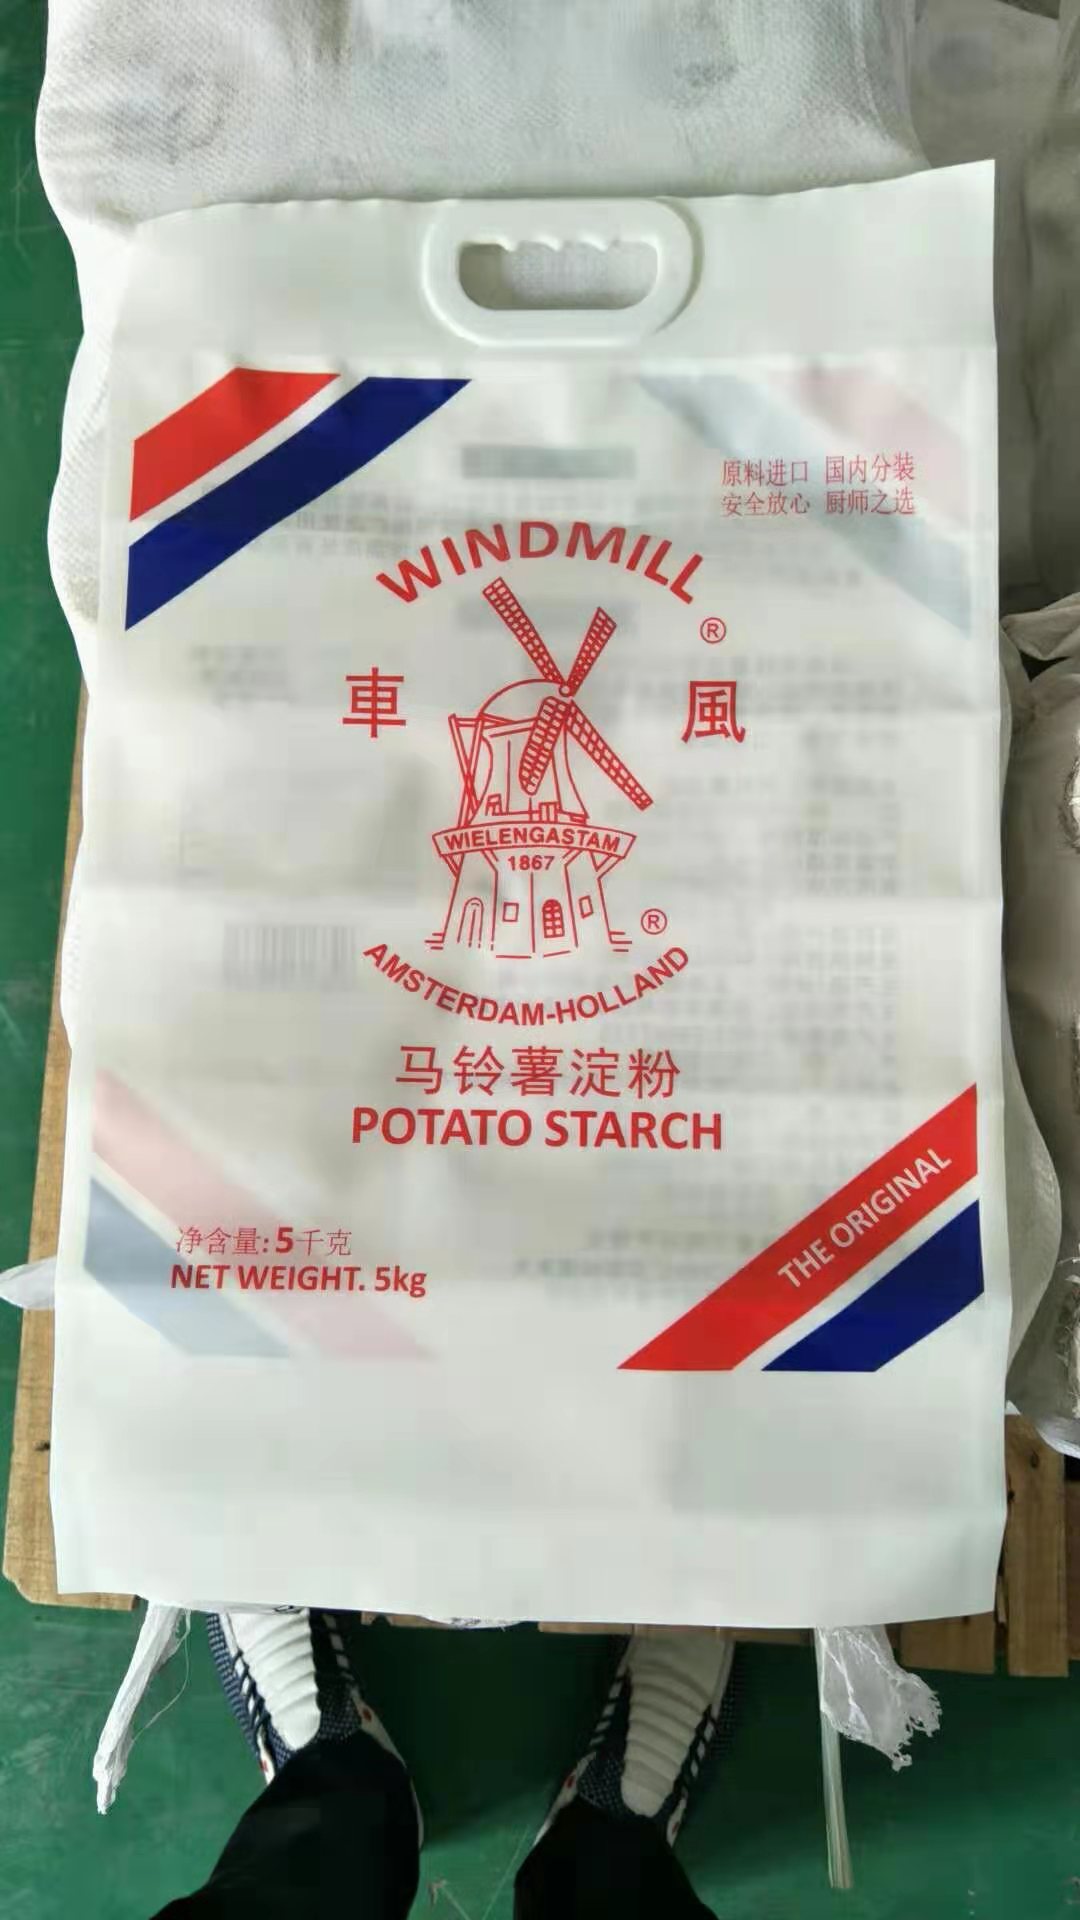 原料进口 国内分装
安全放心 厨师之选
WINDMILL ®
車 風
WIELENGASTAM
1867
®
AMSTERDAM-HOLLAND
马铃薯淀粉
POTATO STARCH
THE ORIGINAL
净含量:5千克
NET WEIGHT. 5kg